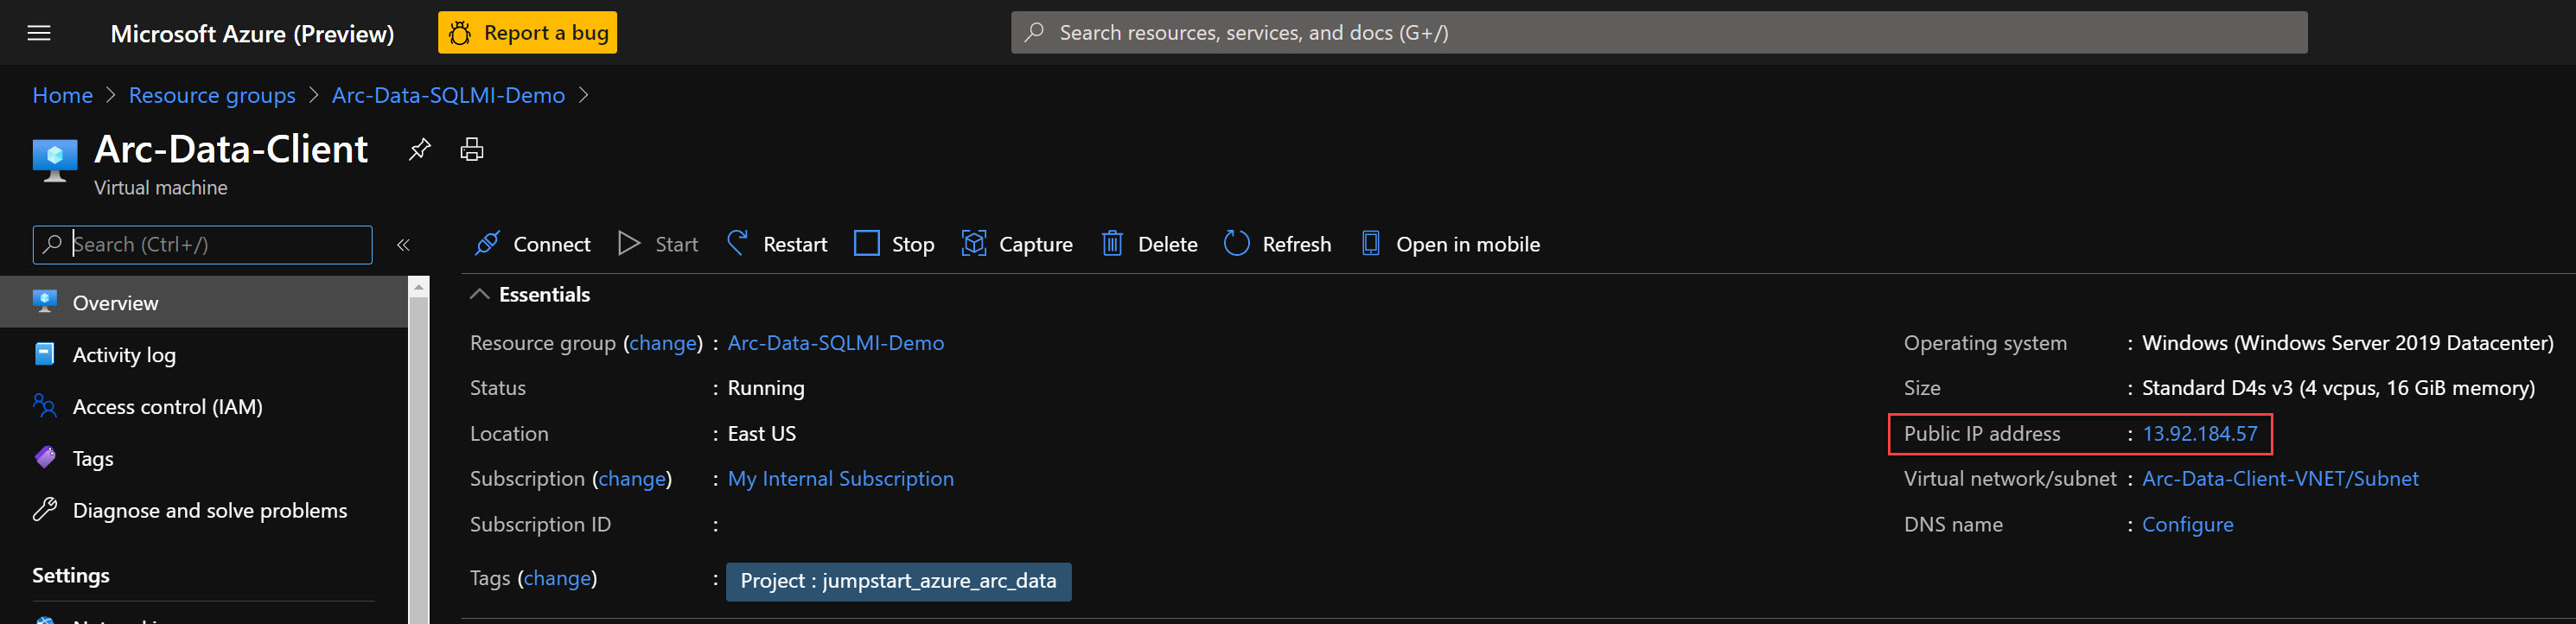 Microsoft Azure (Preview) Report a bug Search resources, services, and docs (G+/)
Home > Resource groups > Arc-Data-SQLMI-Demo >
Arc-Data-Client
Virtual machine
Search (Ctrl+/) « Connect Start Restart Stop Capture Delete Refresh Open in mobile
Overview
Activity log
Access control (IAM)
Tags
Diagnose and solve problems
Settings
Essentials
Resource group (change) : Arc-Data-SQLMI-Demo
Status : Running
Location : East US
Subscription (change) : My Internal Subscription
Subscription ID :
Tags (change) : Project : jumpstart_azure_arc_data
Operating system : Windows (Windows Server 2019 Datacenter)
Size : Standard D4s v3 (4 vcpus, 16 GiB memory)
Public IP address : 13.92.184.57
Virtual network/subnet : Arc-Data-Client-VNET/Subnet
DNS name : Configure